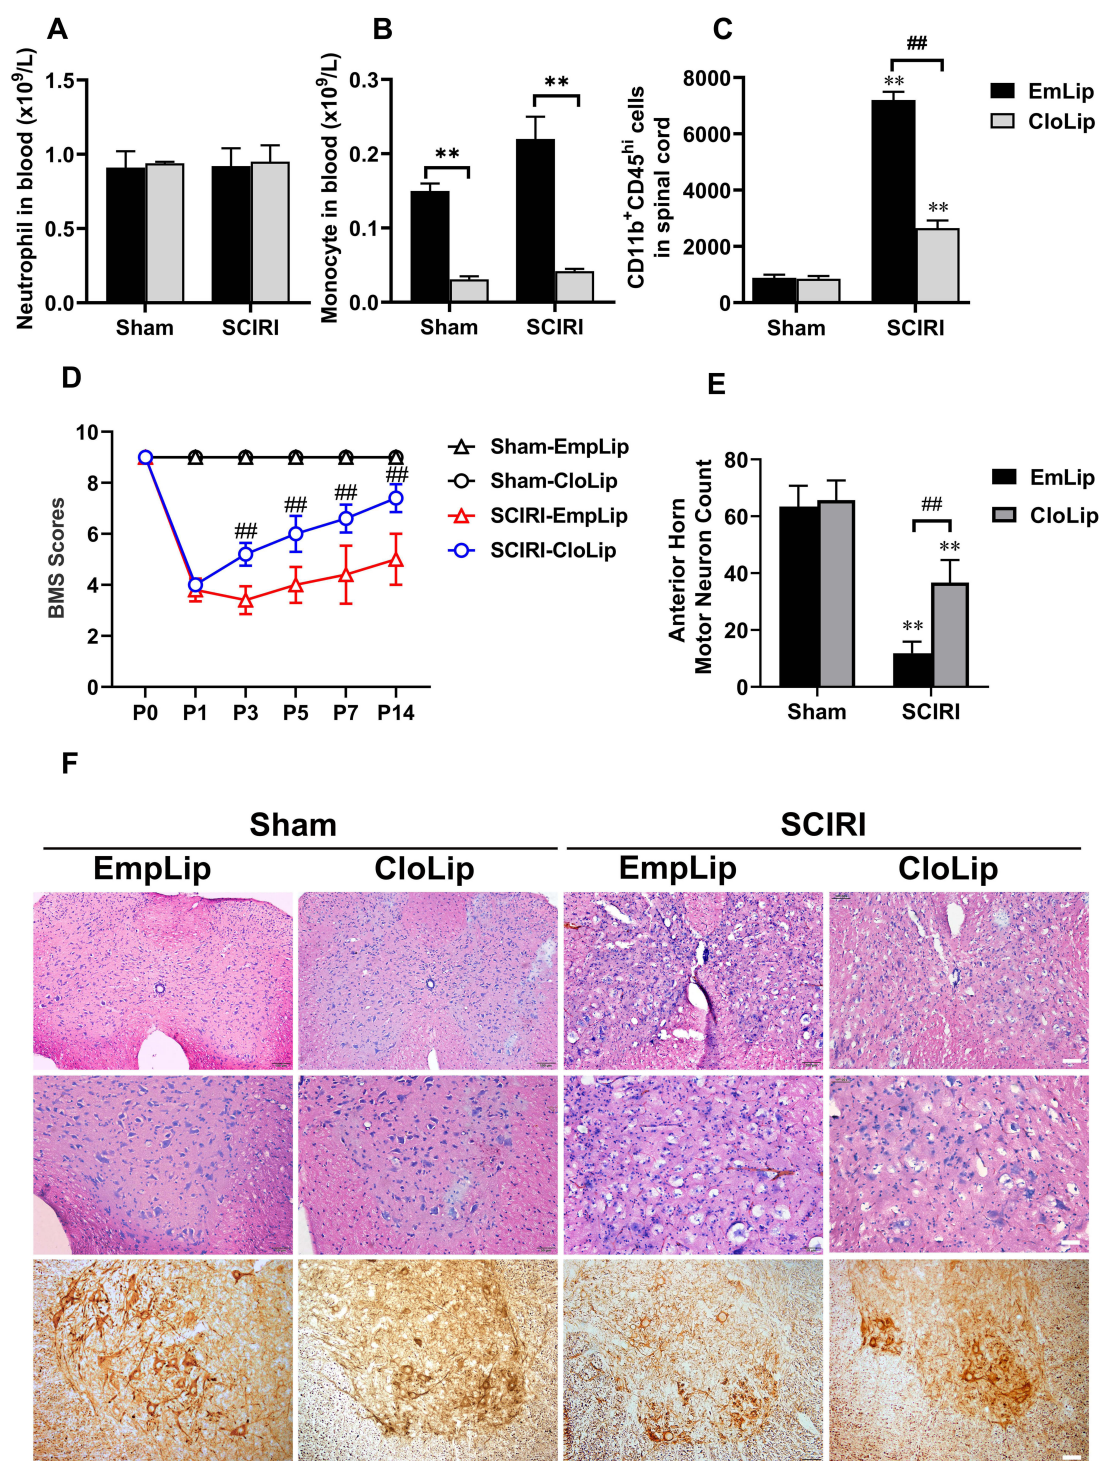 A
Neutrophil in blood (x10⁹/L)
1.5
1.0
0.5
0.0
Sham
SCIRI
B
Monocyte in blood (x10⁹/L)
0.3
0.2
0.1
0.0
**
**
Sham
SCIRI
C
CD11b⁺CD45ʰⁱ cells
in spinal cord
8000
6000
4000
2000
0
**
##
**
Sham
SCIRI
EmLip
CloLip
D
BMS Scores
10
8
6
4
2
0
##
##
##
##
P0
P1
P3
P5
P7
P14
Sham-EmpLip
Sham-CloLip
SCIRI-EmpLip
SCIRI-CloLip
E
Anterior Horn
Motor Neuron Count
80
60
40
20
0
##
**
**
Sham
SCIRI
EmLip
CloLip
F
Sham
SCIRI
EmpLip
CloLip
EmpLip
CloLip